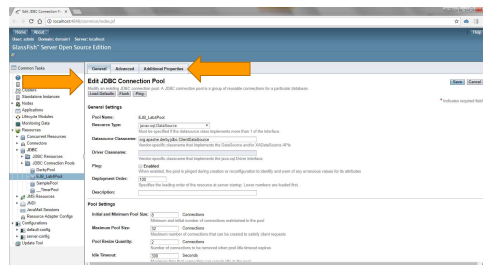 Edit JDBC Connection P...
localhost:4848/common/index.jsf
Home About...
Help
User: admin Domain: domain1 Server: localhost
GlassFish™ Server Open Source Edition
Common Tasks
Clusters
Standalone Instances
Nodes
Applications
Lifecycle Modules
Monitoring Data
Resources
Concurrent Resources
Connectors
JDBC
JDBC Resources
JDBC Connection Pools
DerbyPool
EJB_LabsPool
SamplePool
__TimerPool
JMS Resources
JNDI
JavaMail Sessions
Resource Adapter Configs
Configurations
default-config
server-config
Update Tool
General Advanced Additional Properties
Edit JDBC Connection Pool
Save Cancel
Modify an existing JDBC connection pool. A JDBC connection pool is a group of reusable connections for a particular database.
Load Defaults Flush Ping
* Indicates required field
General Settings
Pool Name: EJB_LabsPool
Resource Type: javax.sql.DataSource
Must be specified if the datasource class implements more than 1 of the interface.
Datasource Classname: org.apache.derby.jdbc.ClientDataSource
Vendor-specific classname that implements the DataSource and/or XADataSource APIs
Driver Classname:
Vendor-specific classname that implements the java.sql.Driver interface.
Ping: Enabled
When enabled, the pool is pinged during creation or reconfiguration to identify and warn of any erroneous values for its attributes
Deployment Order: 100
Specifies the loading order of the resource at server startup. Lower numbers are loaded first.
Description:
Pool Settings
Initial and Minimum Pool Size: 8 Connections
Minimum and initial number of connections maintained in the pool
Maximum Pool Size: 32 Connections
Maximum number of connections that can be created to satisfy client requests
Pool Resize Quantity: 2 Connections
Number of connections to be removed when pool idle timeout expires
Idle Timeout: 300 Seconds